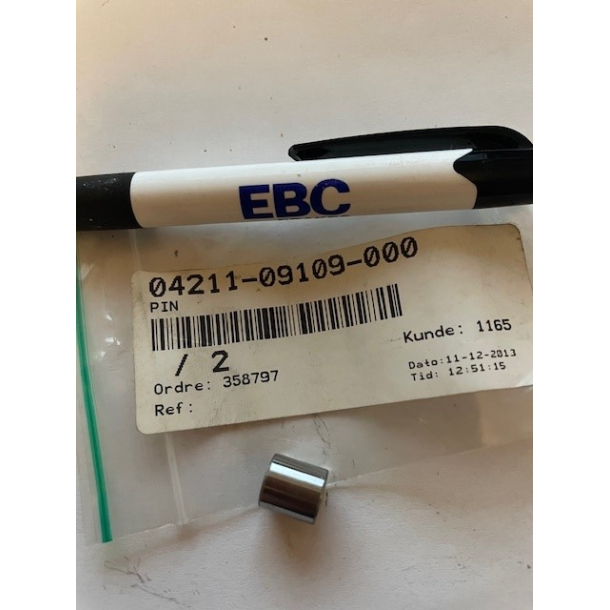 EBC
04211-09109-000
PIN
/ 2
Kunde: 1165
Ordre: 358797
Dato:11-12-2013
Tid: 12:51:15
Ref: